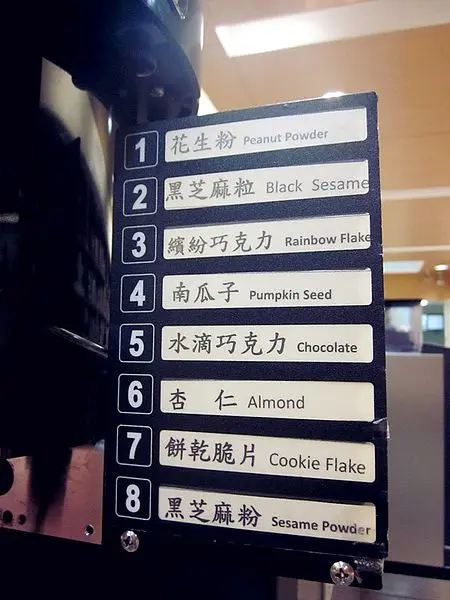 1 花生粉 Peanut Powder
2 黑芝麻粒 Black Sesame
3 繽紛巧克力 Rainbow Flake
4 南瓜子 Pumpkin Seed
5 水滴巧克力 Chocolate
6 杏 仁 Almond
7 餅乾脆片 Cookie Flake
8 黑芝麻粉 Sesame Powder